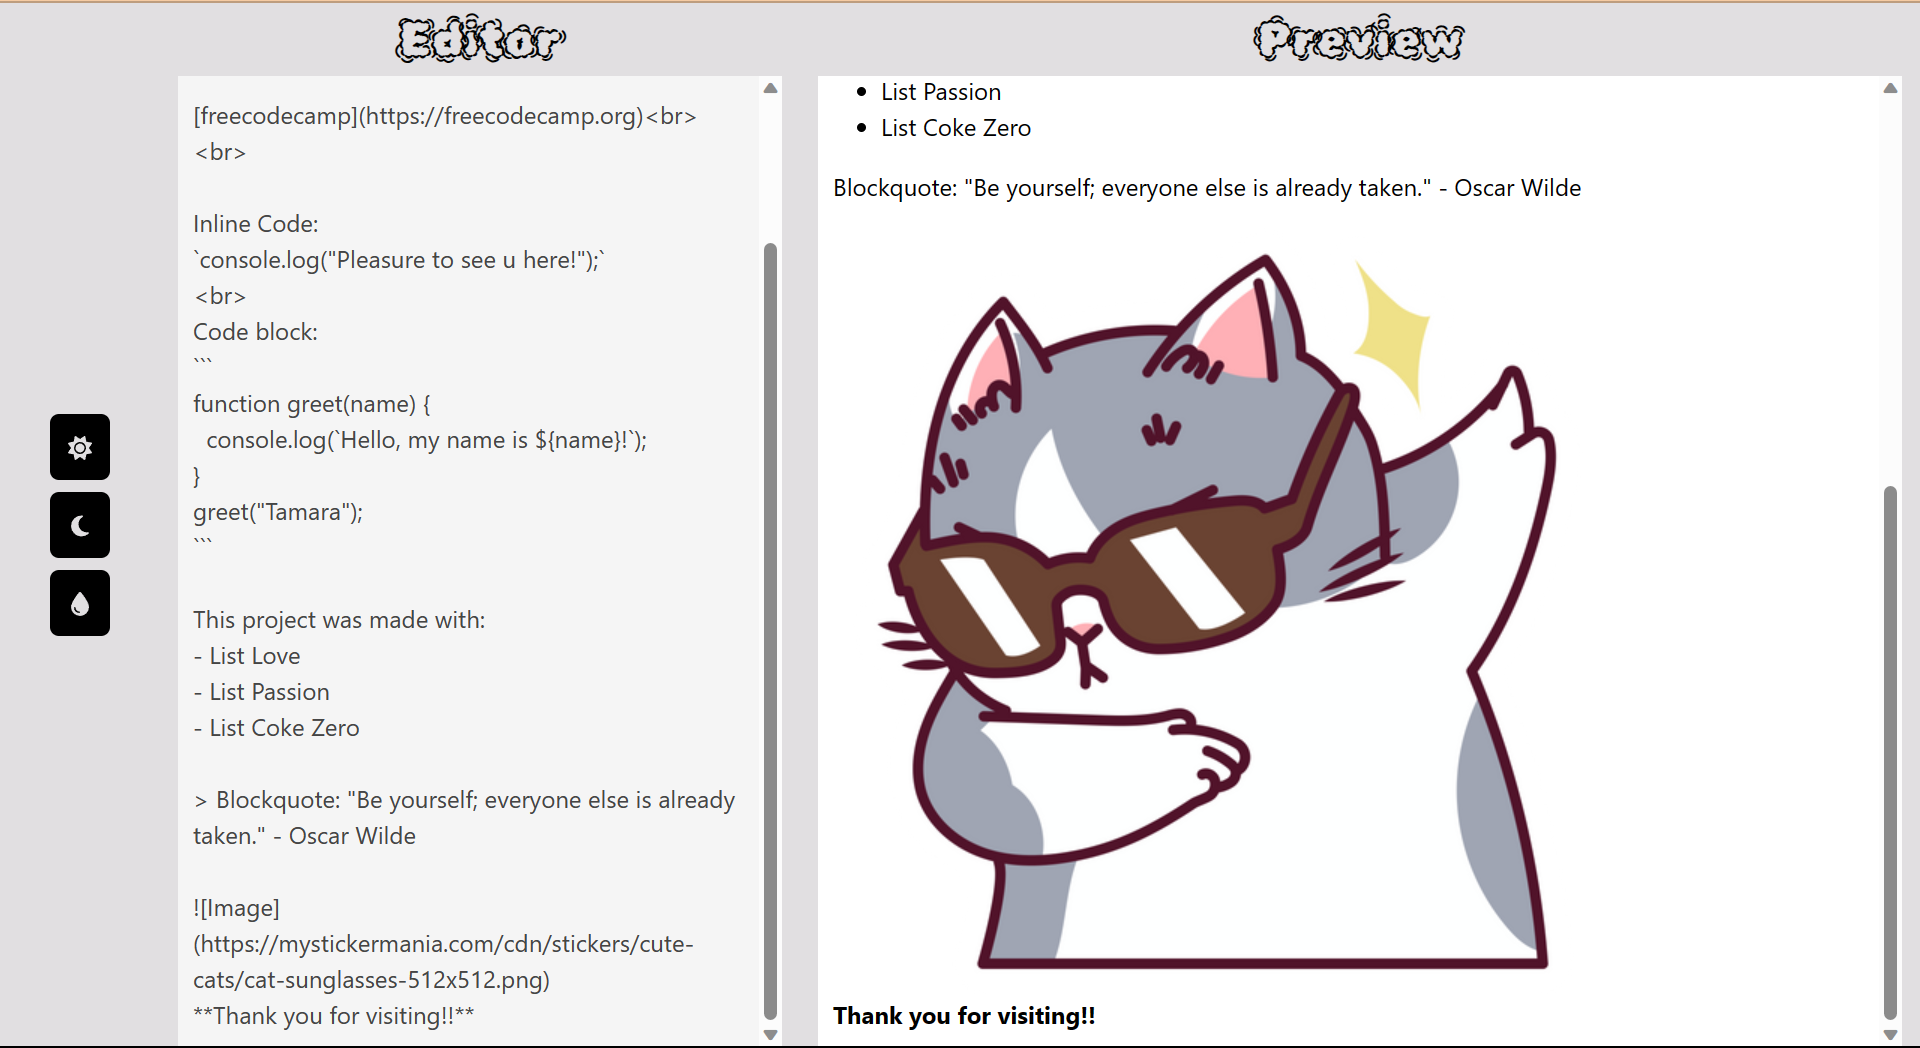 Editor
[freecodecamp](https://freecodecamp.org)<br>
<br>
Inline Code:
`console.log("Pleasure to see u here!");`
<br>
Code block:
```
function greet(name) {
  console.log(`Hello, my name is ${name}!`);
}
greet("Tamara");
```
This project was made with:
- List Love
- List Passion
- List Coke Zero
> Blockquote: "Be yourself; everyone else is already
taken." - Oscar Wilde
![Image]
(https://mystickermania.com/cdn/stickers/cute-
cats/cat-sunglasses-512x512.png)
**Thank you for visiting!!**
Preview
• List Passion
• List Coke Zero
Blockquote: "Be yourself; everyone else is already taken." - Oscar Wilde
Thank you for visiting!!